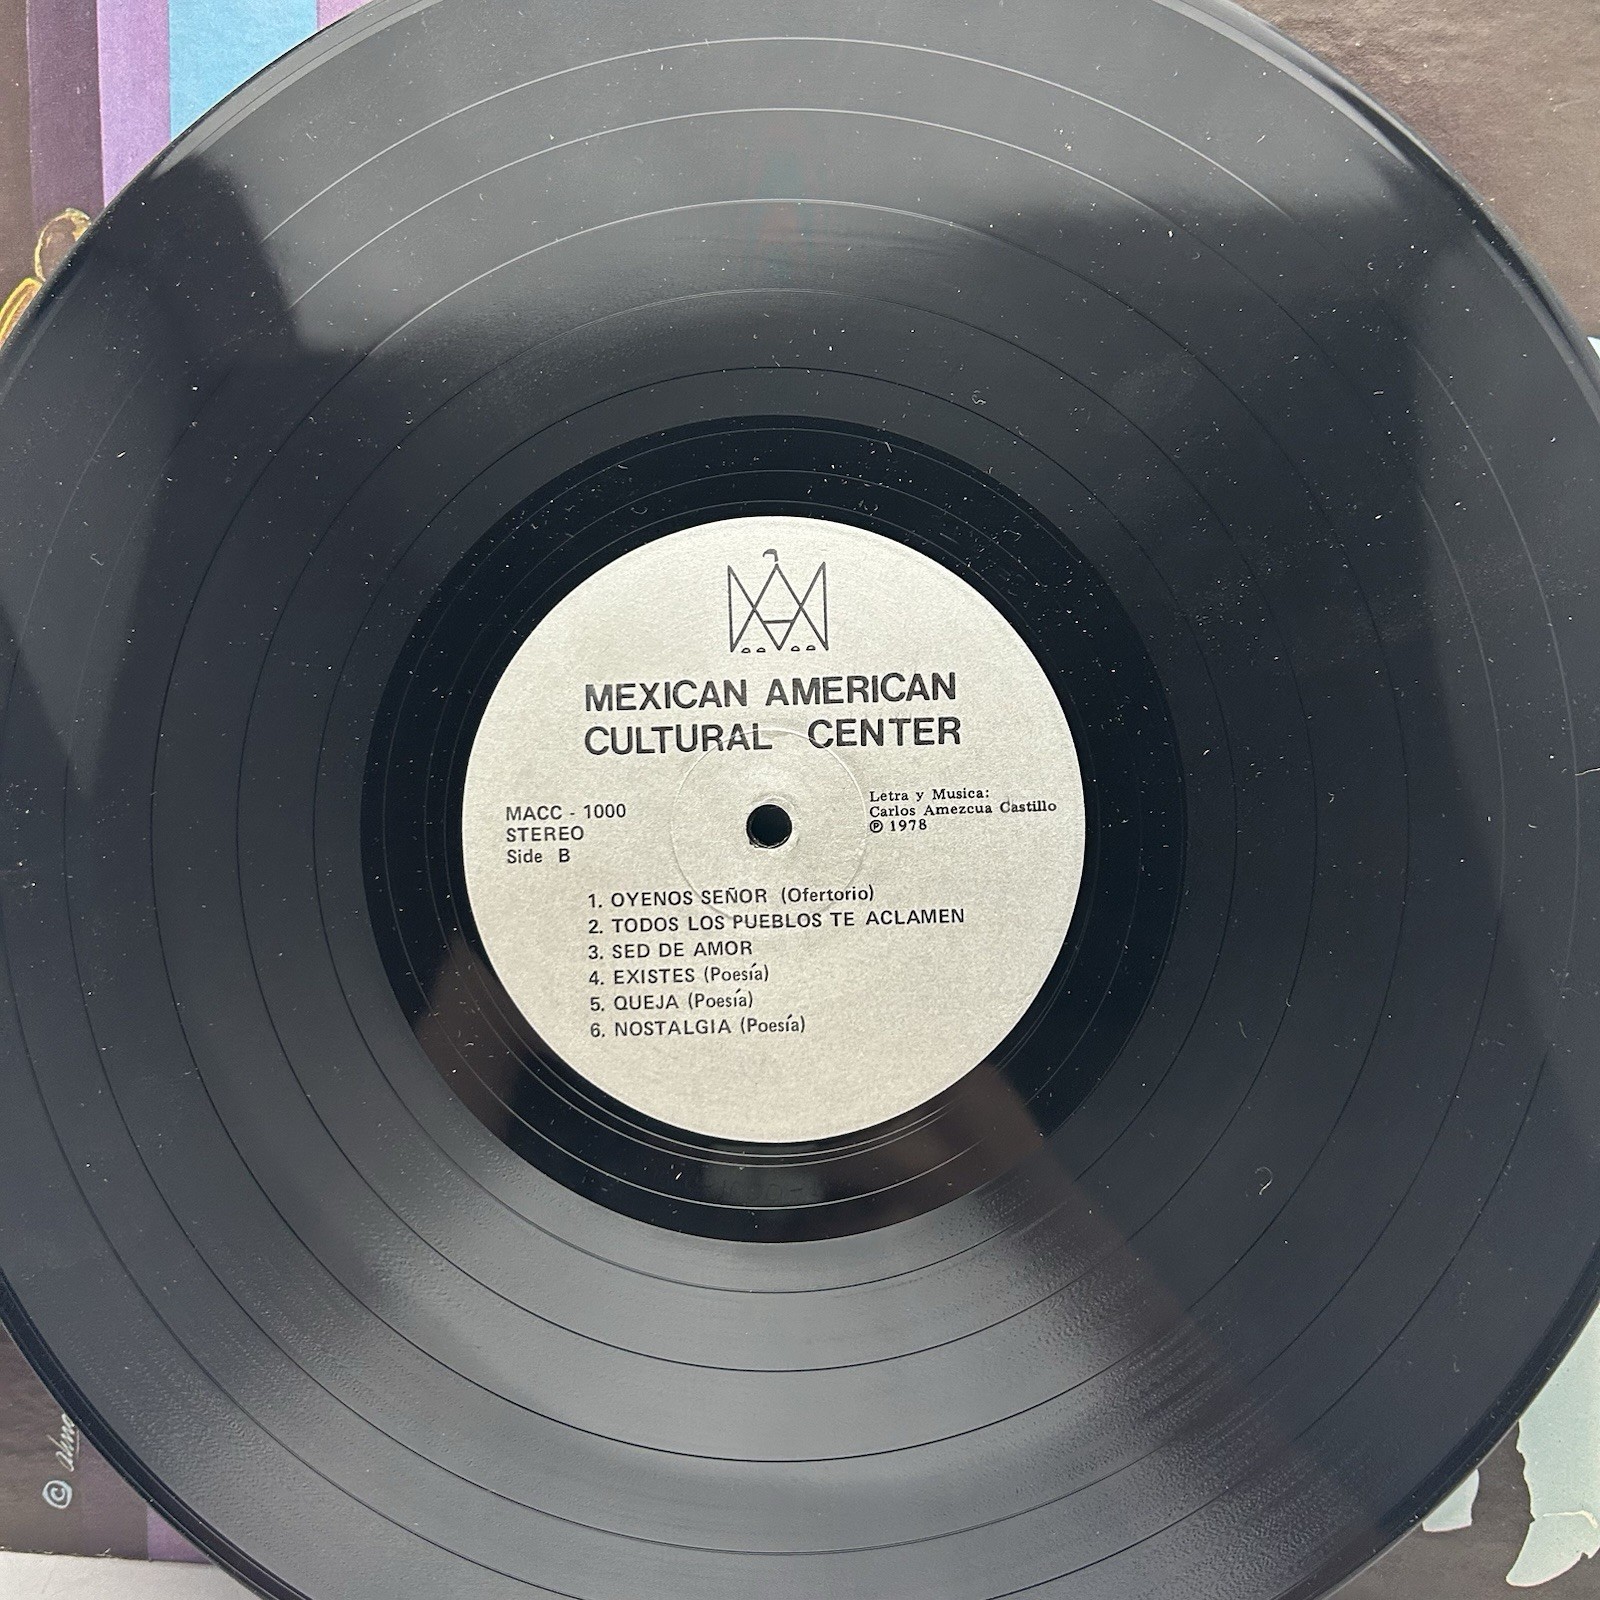 MEXICAN AMERICAN
CULTURAL CENTER
MACC - 1000
STEREO
Side B
Letra y Musica:
Carlos Amezcua Castillo
℗ 1978
1. OYENOS SEÑOR (Ofertorio)
2. TODOS LOS PUEBLOS TE ACLAMEN
3. SED DE AMOR
4. EXISTES (Poesía)
5. QUEJA (Poesía)
6. NOSTALGIA (Poesía)
©